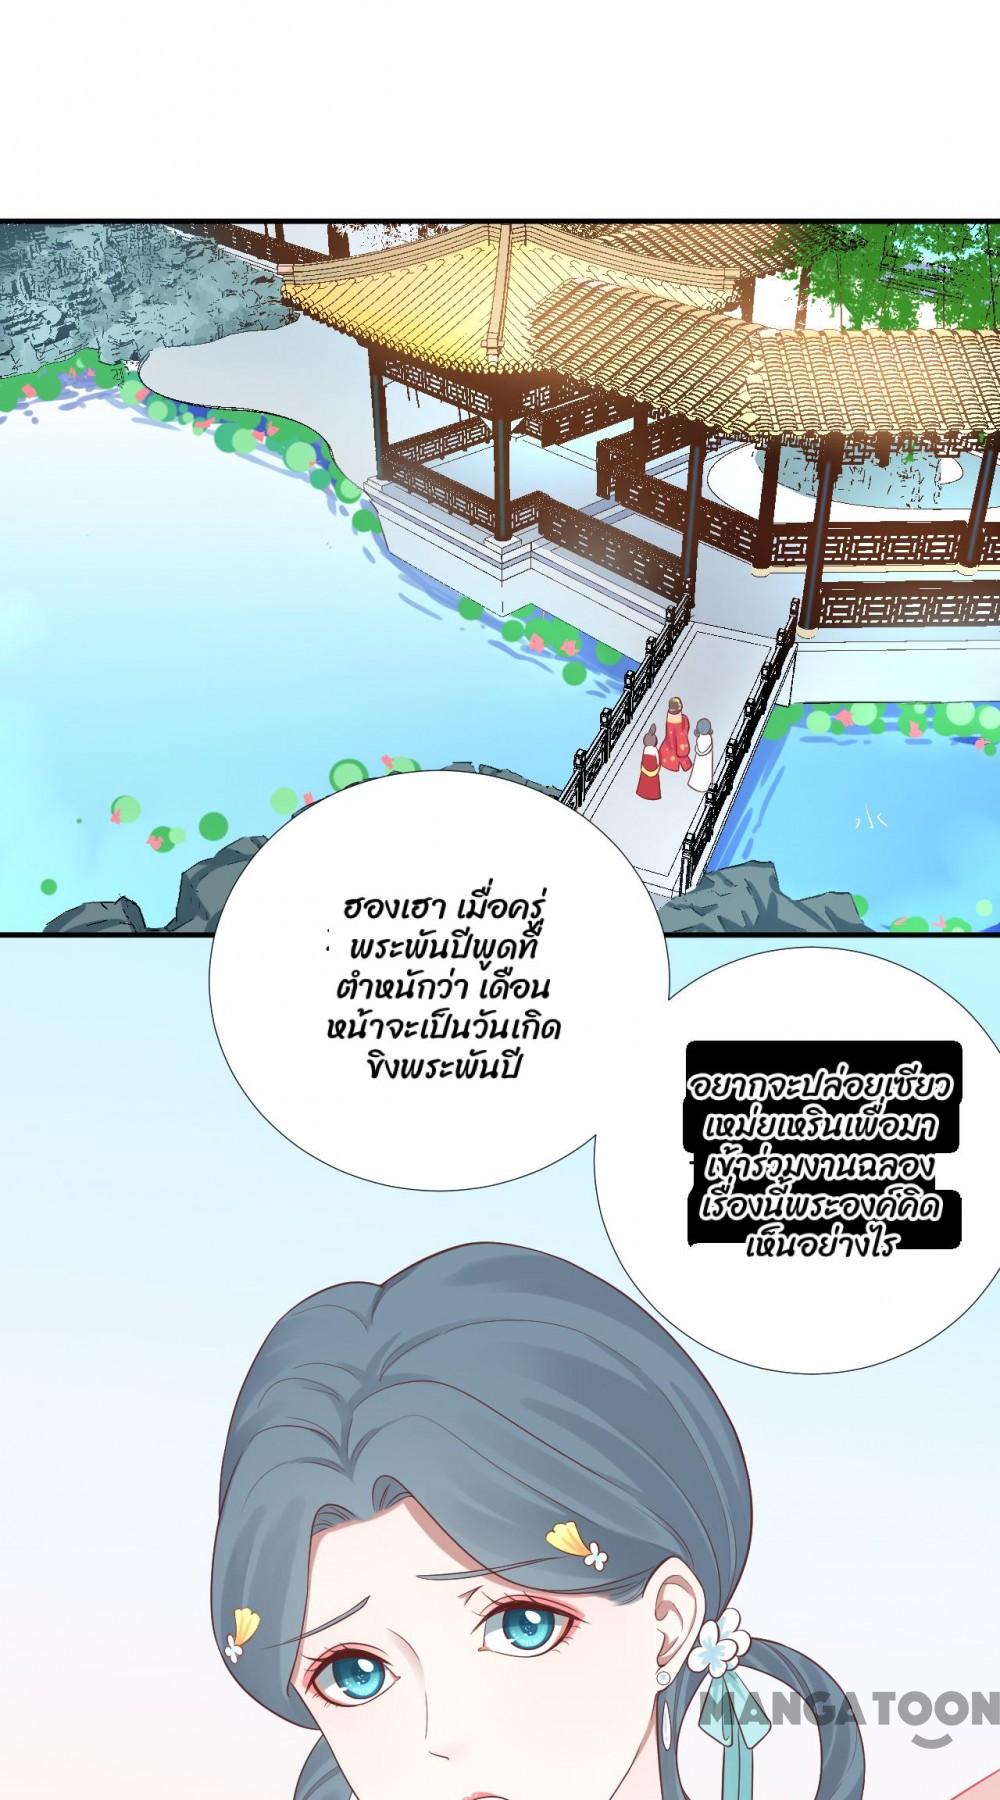 ฮองเฮา เมื่อครู่
พระพันปีพูดที่
ตำหนักว่า เดือน
หน้าจะเป็นวันเกิด
ขิงพระพันปี
อยากจะปล่อยเซียว
เหม่ยเหรินเพื่อมา
เข้าร่วมงานฉลอง
เรื่องนี้พระองค์คิด
เห็นอย่างไร
MANGATOON